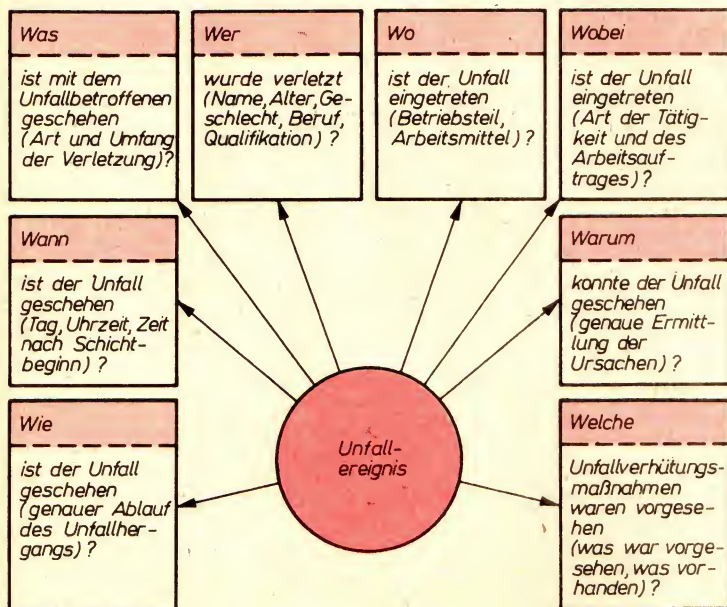 Was
ist mit dem
Unfallbetroffenen
geschehen
(Art und Umfang
der Verletzung)?
Wer
wurde verletzt
(Name, Alter, Ge-
schlecht, Beruf,
Qualifikation) ?
Wo
ist der Unfall
eingetreten
(Betriebsteil,
Arbeitsmittel) ?
Wobei
ist der Unfall
eingetreten
(Art der Tätig-
keit und des
Arbeitsauf-
trages) ?
Wann
ist der Unfall
geschehen
(Tag, Uhrzeit, Zeit
nach Schicht-
beginn) ?
Warum
konnte der Unfall
geschehen
(genaue Ermitt-
lung der
Ursachen) ?
Wie
ist der Unfall
geschehen
(genauer Ablauf
des Unfallher-
gangs) ?
Unfall-
ereignis
Welche
Unfallverhütungs-
maßnahmen
waren vorgese-
hen
(was war vorge-
sehen, was vor-
handen) ?